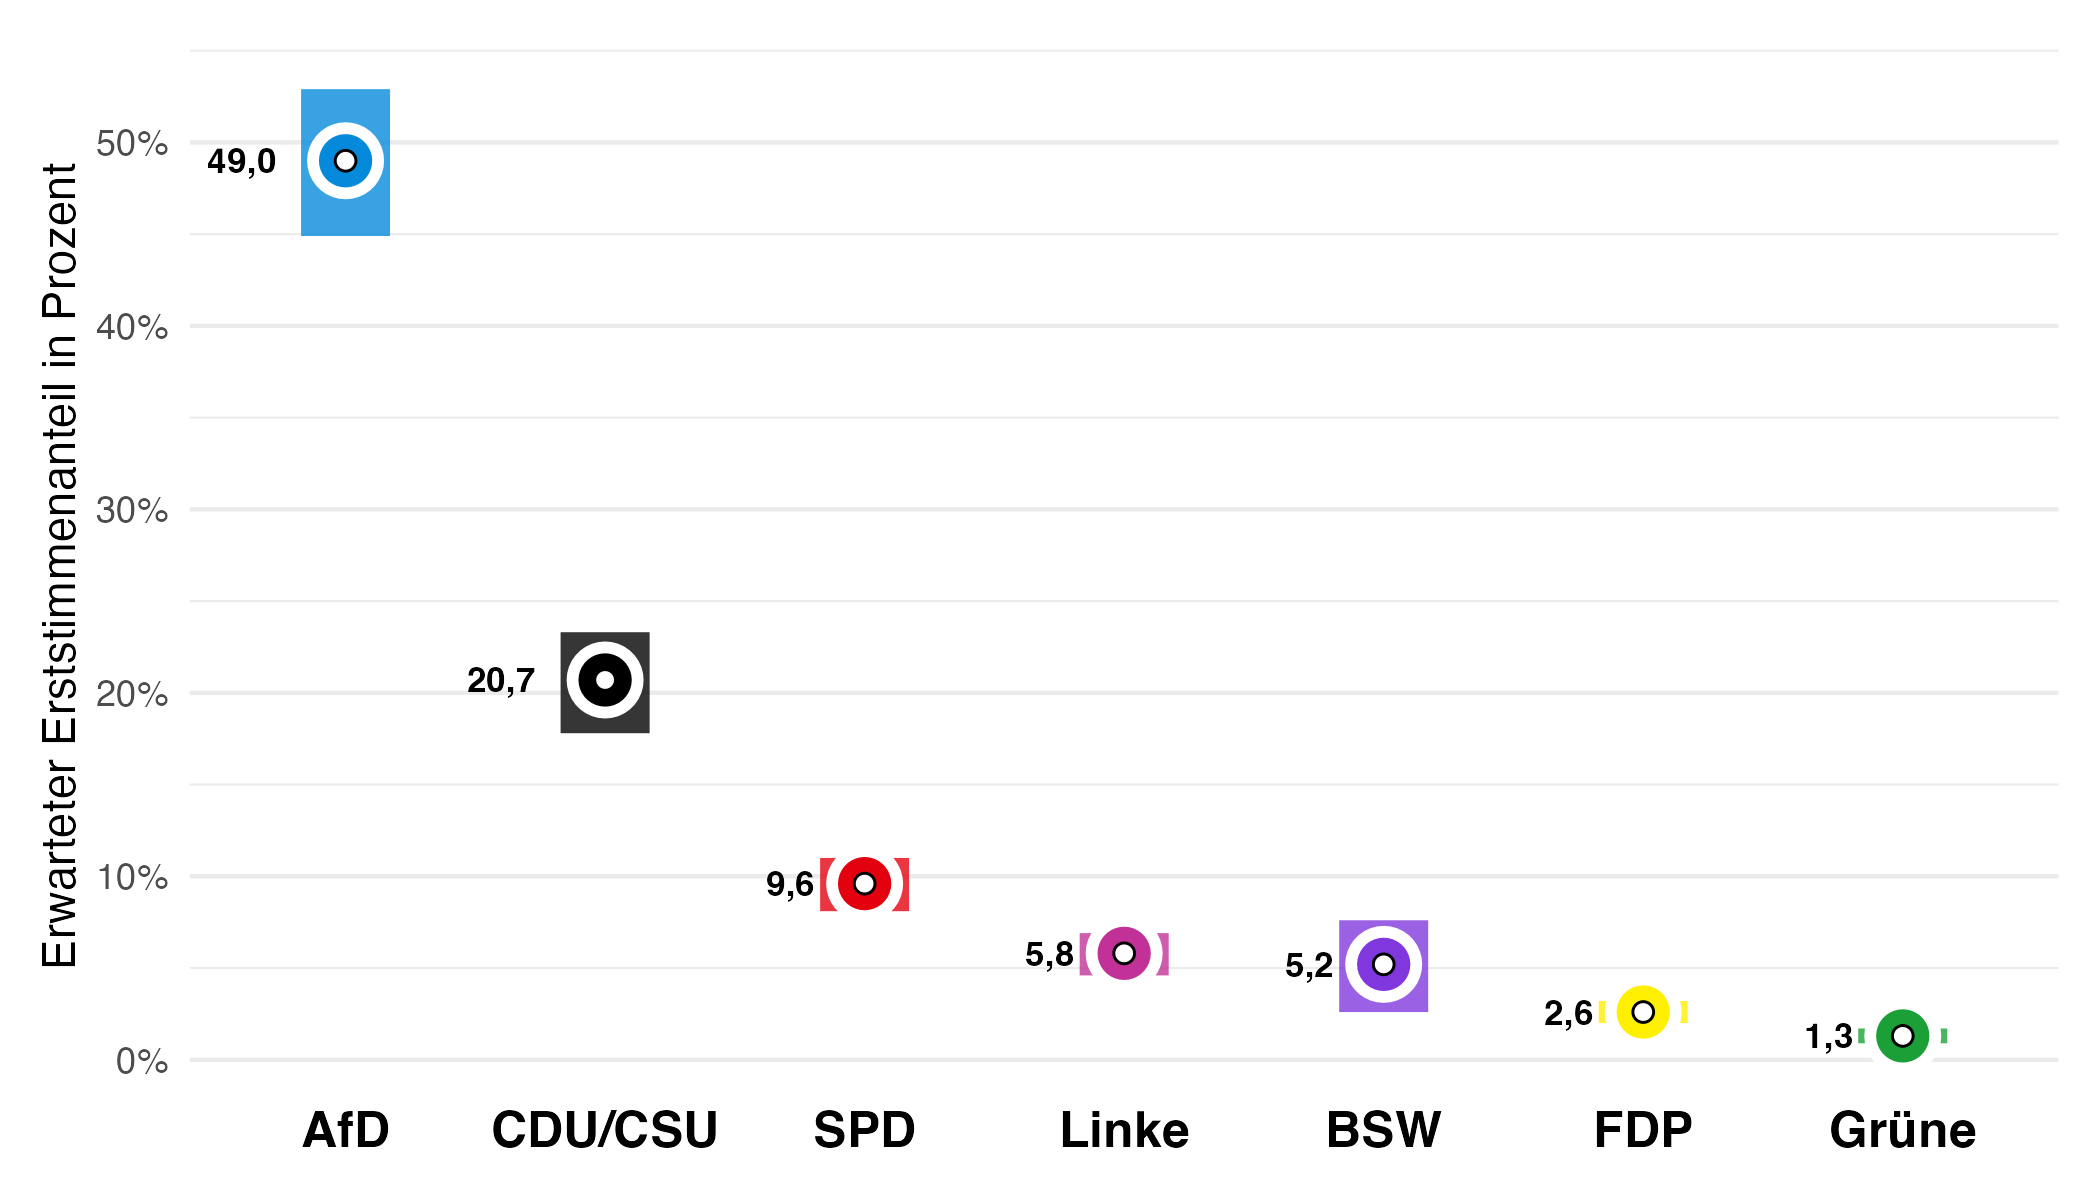 Erwarteter Erststimmenanteil in Prozent
50%
40%
30%
20%
10%
0%
49,0
20,7
9,6
5,8
5,2
2,6
1,3
AfD
CDU/CSU
SPD
Linke
BSW
FDP
Grüne